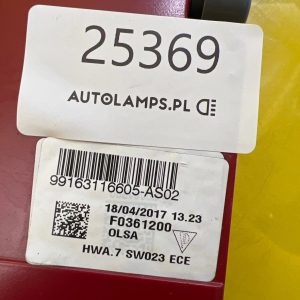 25369
AUTOLAMPS.PL
99163116605-AS02
18/04/2017 13.23
F0361200
OLSA
HWA.7 SW023 ECE